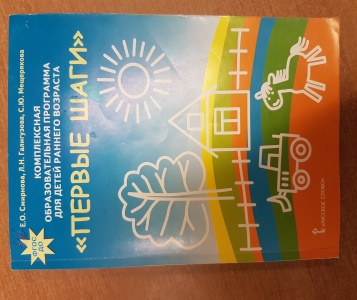 Е.О. Смирнова, Л.Н. Галигузова, С.Ю. Мещерякова
КОМПЛЕКСНАЯ
ОБРАЗОВАТЕЛЬНАЯ ПРОГРАММА
ДЛЯ ДЕТЕЙ РАННЕГО ВОЗРАСТА
«ПЕРВЫЕ ШАГИ»
ФГОС
ДО
РУССКОЕ СЛОВО